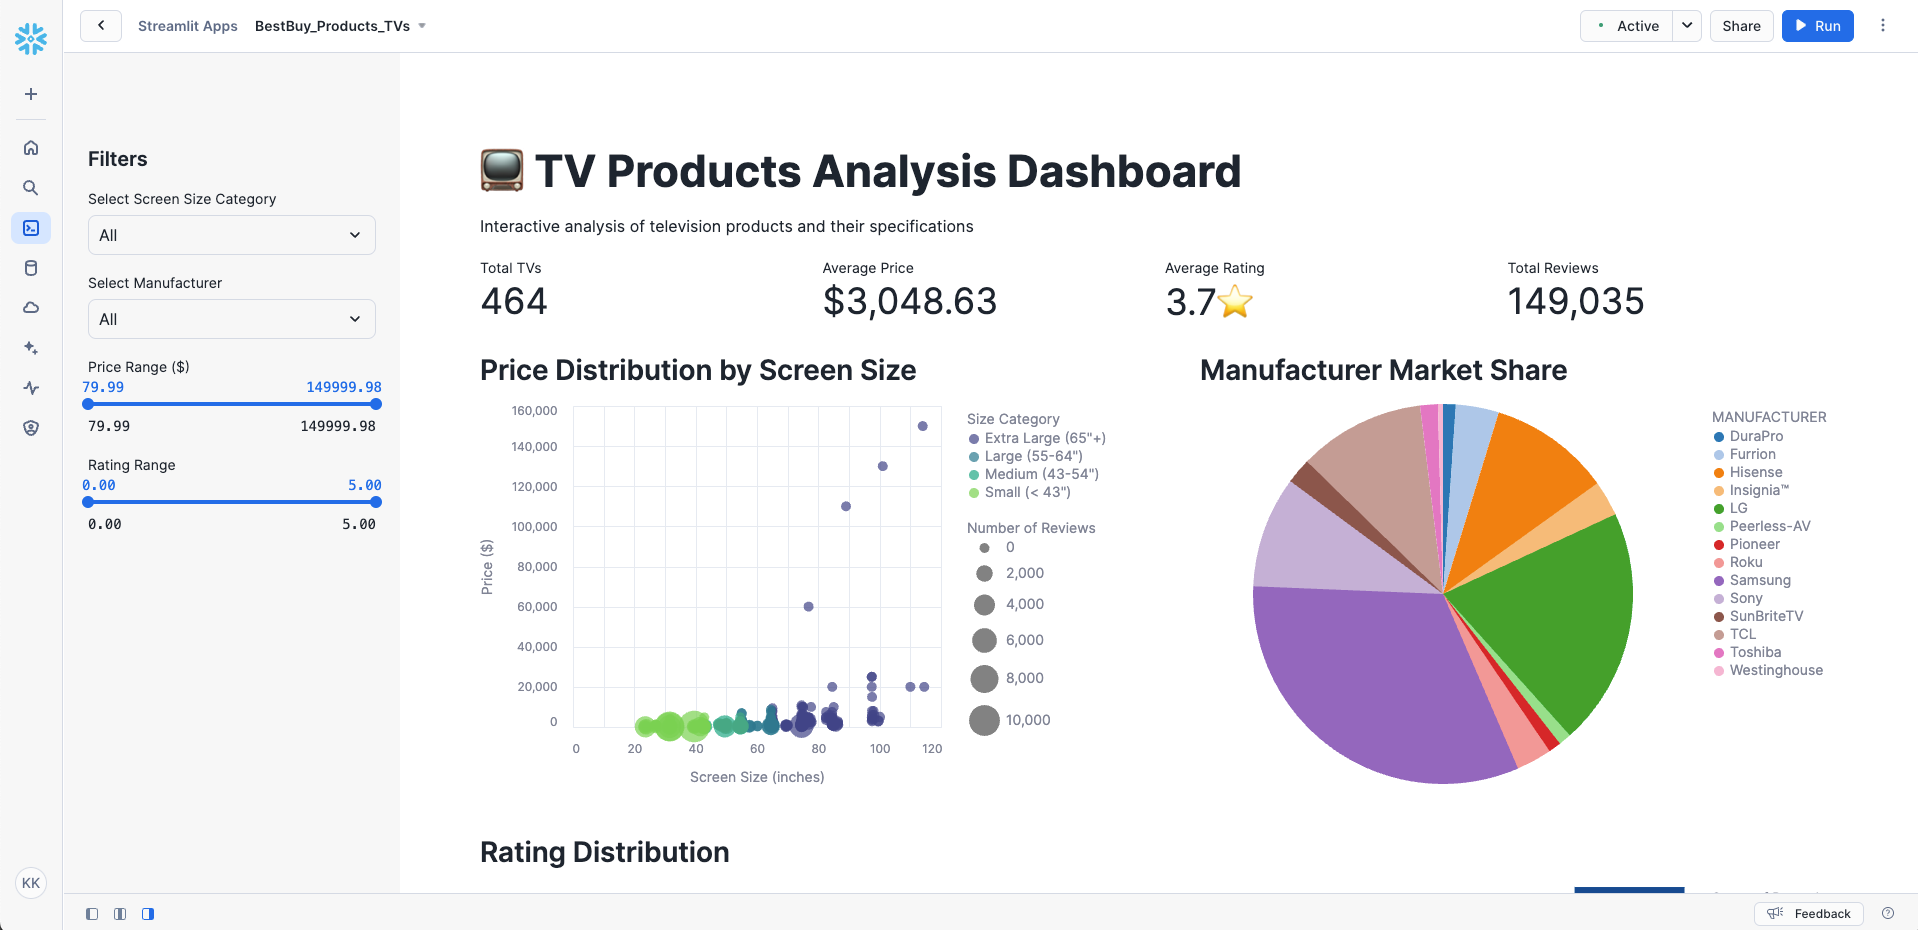 Streamlit Apps
BestBuy_Products_TVs
Active
Share
Run
Filters
Select Screen Size Category
All
Select Manufacturer
All
Price Range ($)
79.99 149999.98
79.99 149999.98
Rating Range
0.00 5.00
0.00 5.00
TV Products Analysis Dashboard
Interactive analysis of television products and their specifications
Total TVs
464
Average Price
$3,048.63
Average Rating
3.7
Total Reviews
149,035
Price Distribution by Screen Size
160,000
140,000
120,000
100,000
80,000
60,000
40,000
20,000
0
Price ($)
0 20 40 60 80 100 120
Screen Size (inches)
Size Category
Extra Large (65"+)
Large (55-64")
Medium (43-54")
Small (< 43")
Number of Reviews
0
2,000
4,000
6,000
8,000
10,000
Manufacturer Market Share
MANUFACTURER
DuraPro
Furrion
Hisense
Insignia™
LG
Peerless-AV
Pioneer
Roku
Samsung
Sony
SunBriteTV
TCL
Toshiba
Westinghouse
Rating Distribution
KK
Feedback